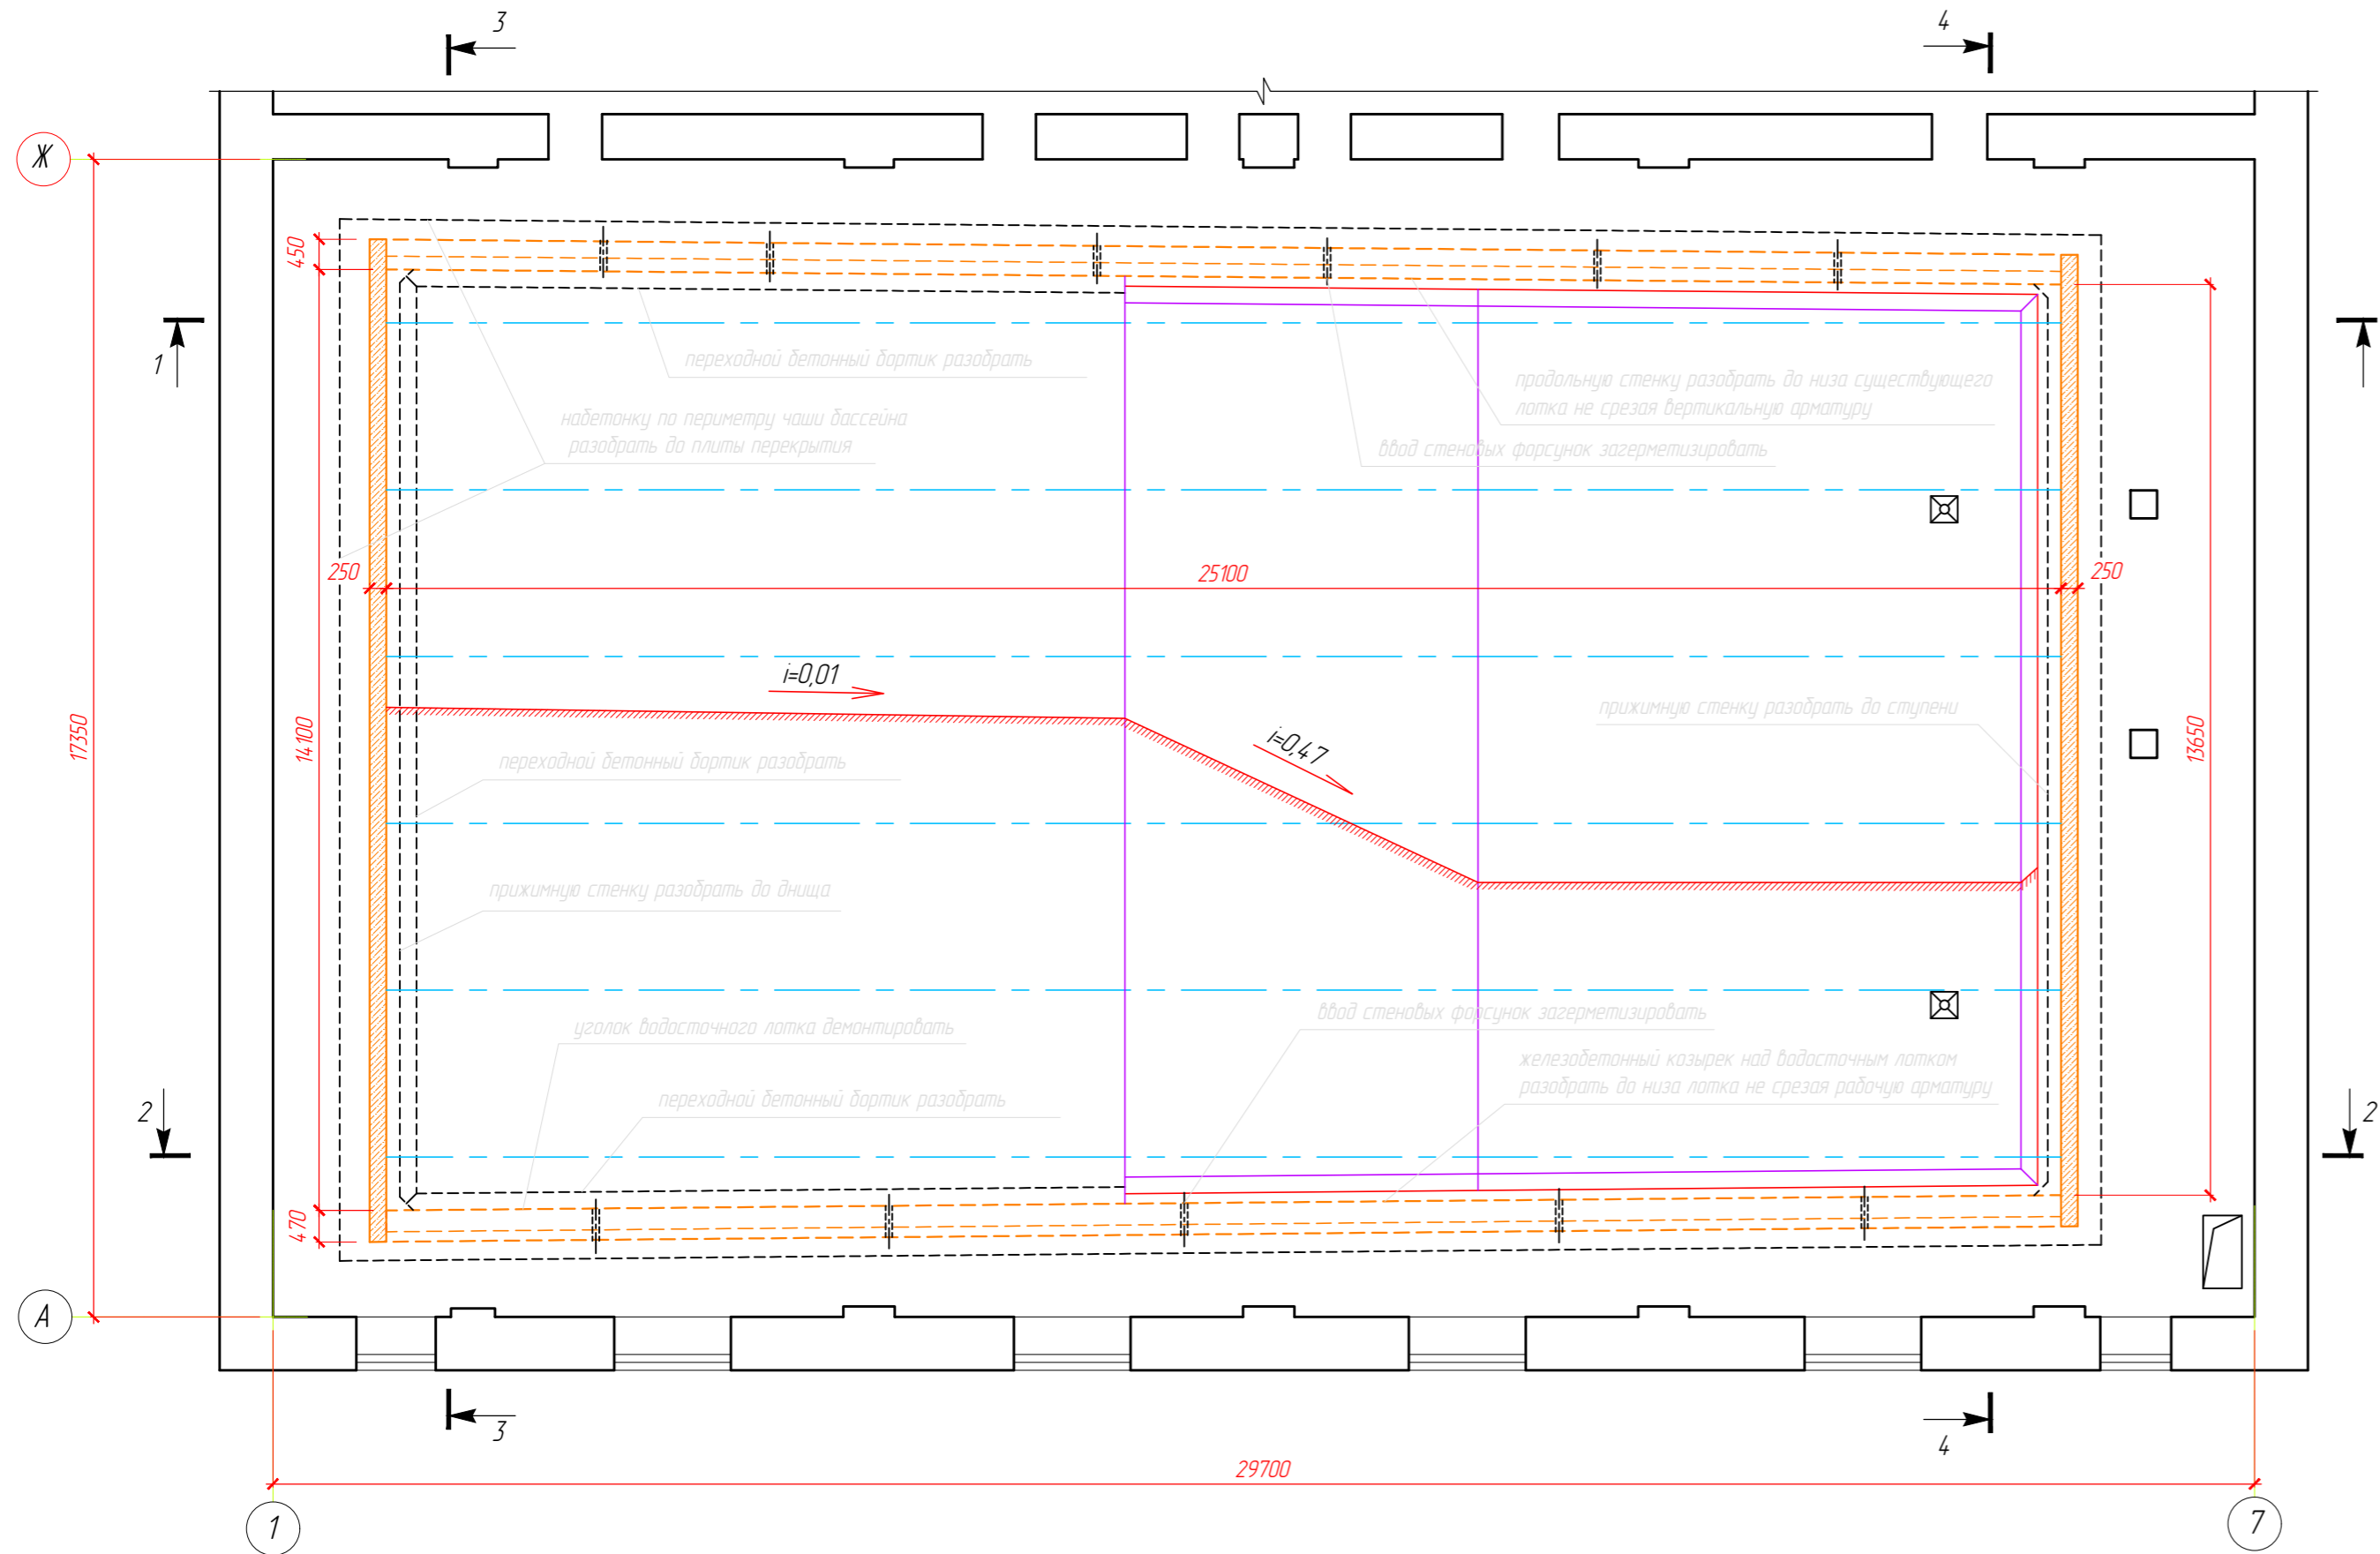 3
4
Ж
450
1
переходной бетонный бортик разобрать
продольную стенку разобрать до низа существующего
лотка не срезая вертикальную арматуру
набетонку по периметру чаши бассейна
разобрать до плиты перекрытия
ввод стеновых форсунок загерметизировать
250
25100
250
i=0,01
i=0,47
прижимную стенку разобрать до ступени
17350
14100
13650
переходной бетонный бортик разобрать
прижимную стенку разобрать до днища
уголок водосточного лотка демонтировать
ввод стеновых форсунок загерметизировать
железобетонный козырек над водосточным лотком
разобрать до низа лотка не срезая рабочую арматуру
переходной бетонный бортик разобрать
2
2
470
А
3
4
29700
1
7